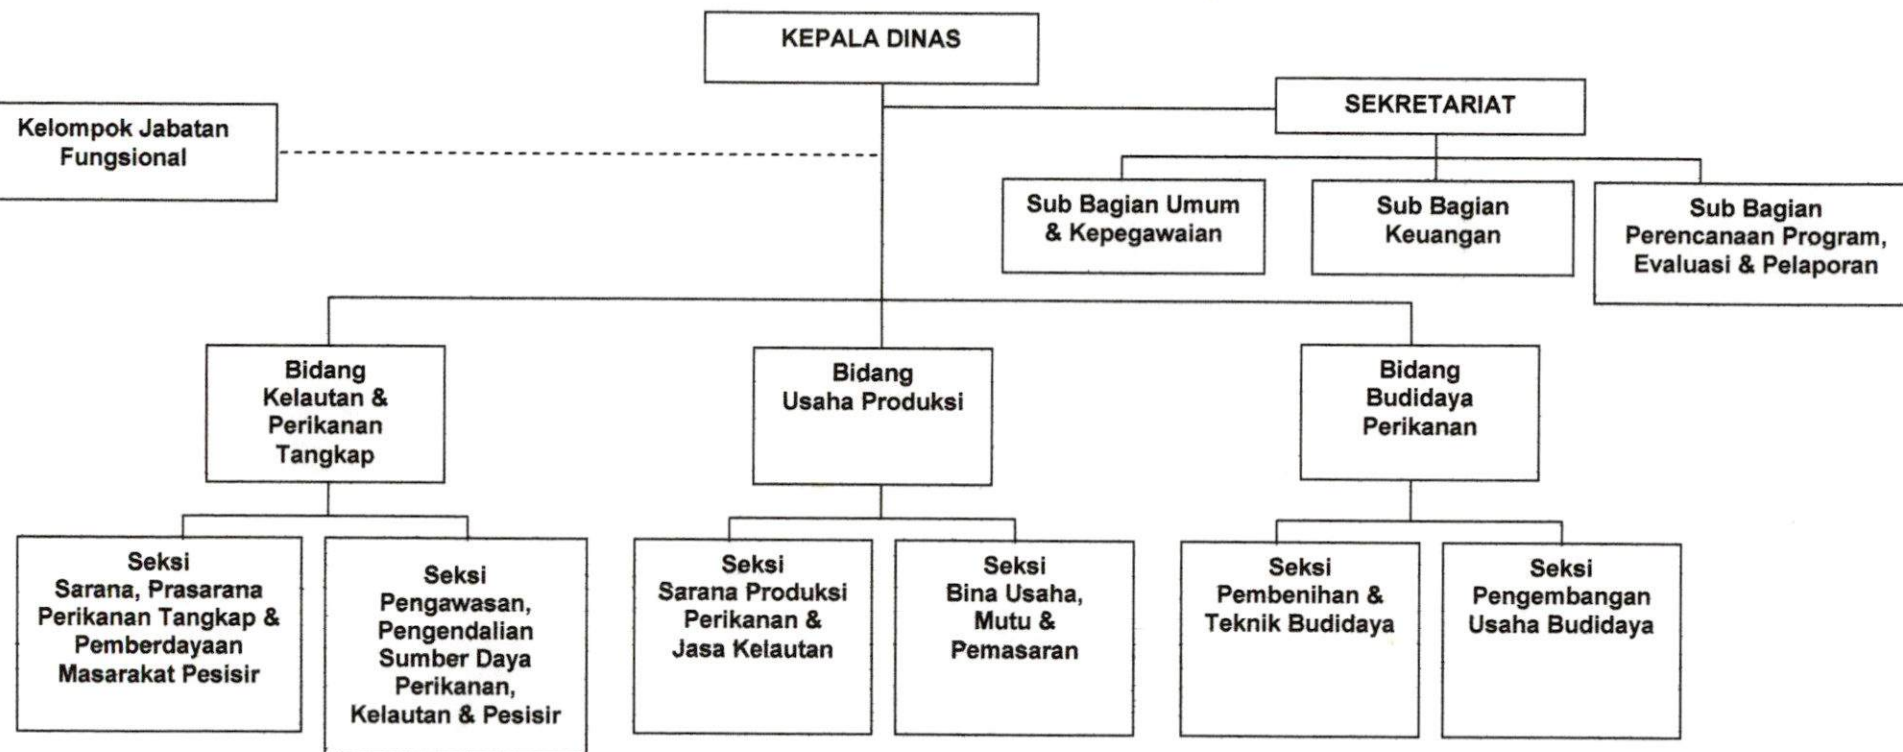 KEPALA DINAS
SEKRETARIAT
Kelompok Jabatan
Fungsional
Sub Bagian Umum
& Kepegawaian
Sub Bagian
Keuangan
Sub Bagian
Perencanaan Program,
Evaluasi & Pelaporan
Bidang
Kelautan &
Perikanan
Tangkap
Bidang
Usaha Produksi
Bidang
Budidaya
Perikanan
Seksi
Sarana, Prasarana
Perikanan Tangkap &
Pemberdayaan
Masarakat Pesisir
Seksi
Pengawasan,
Pengendalian
Sumber Daya
Perikanan,
Kelautan & Pesisir
Seksi
Sarana Produksi
Perikanan &
Jasa Kelautan
Seksi
Bina Usaha,
Mutu &
Pemasaran
Seksi
Pembenihan &
Teknik Budidaya
Seksi
Pengembangan
Usaha Budidaya